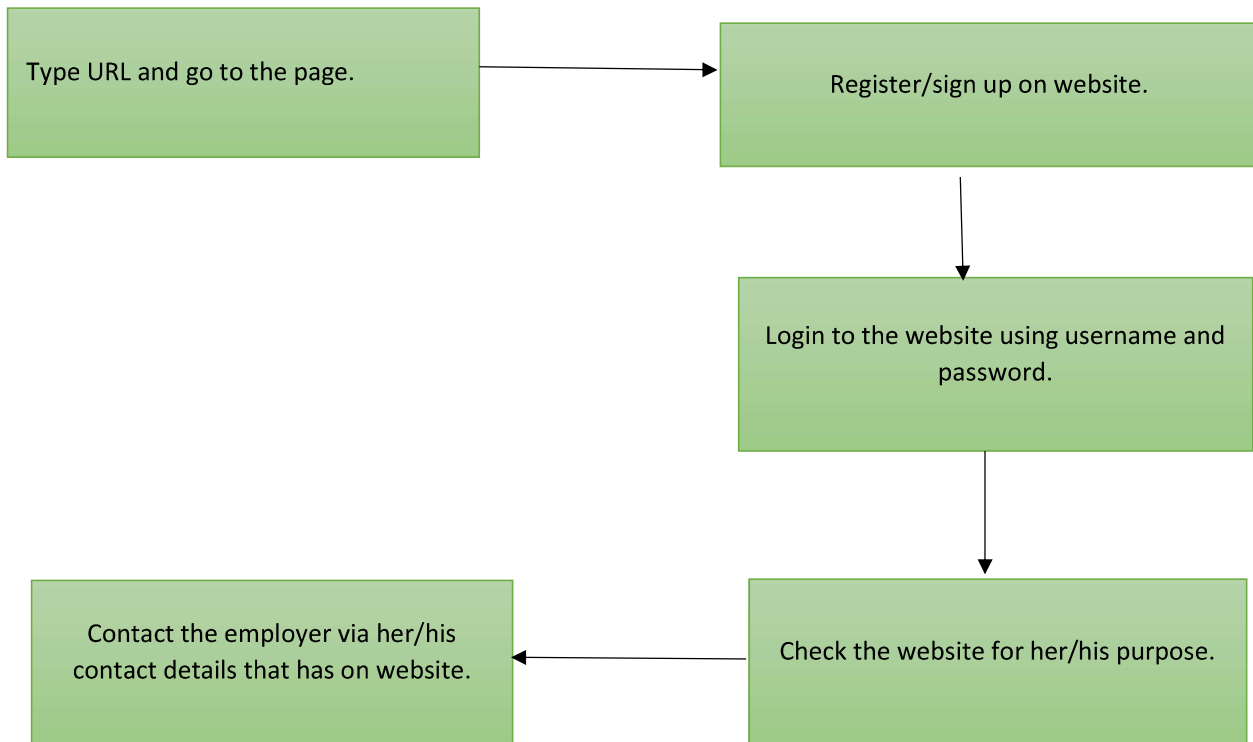 Type URL and go to the page.
Register/sign up on website.
Login to the website using username and
password.
Check the website for her/his purpose.
Contact the employer via her/his
contact details that has on website.